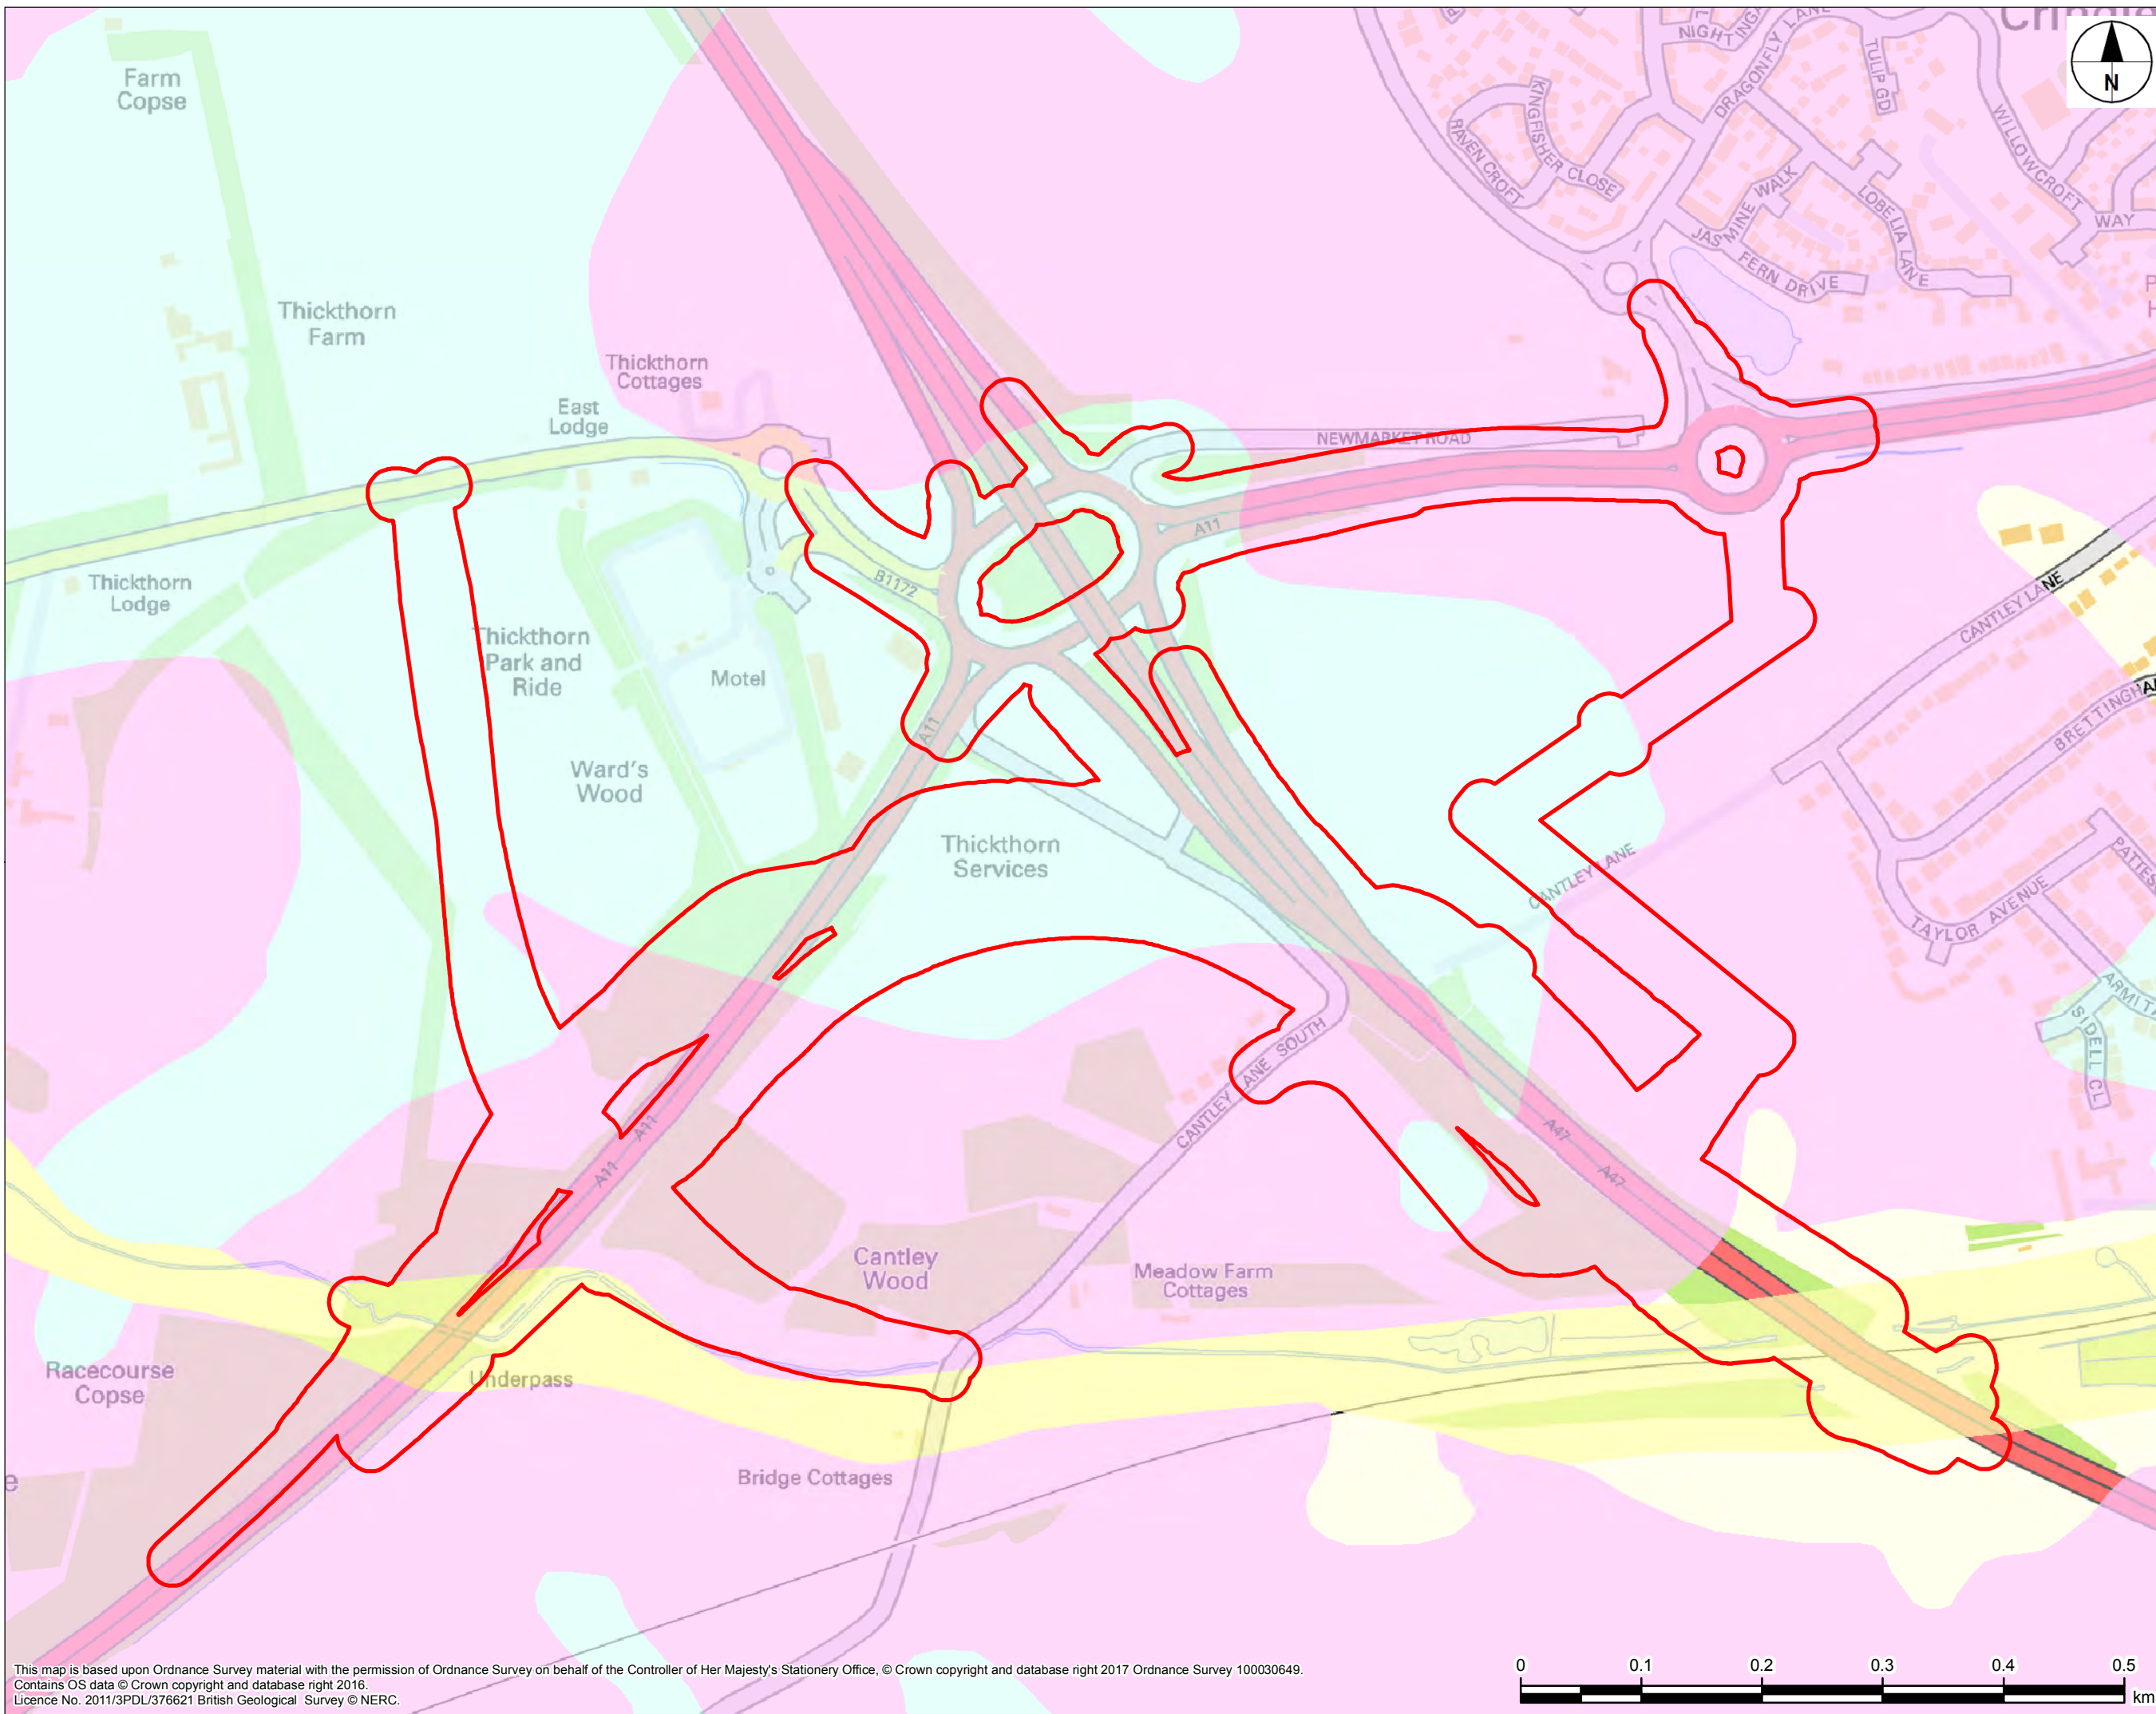 Cringle
N
NIGHTINGA
DRAGONFLY LANE
TULIP GD
KINGFISHER CLOSE
RAVEN CROFT
WILLOWCROFT
WAY
JASMINE WALK
LOBELIA LANE
FERN DRIVE
Farm
Copse
Thickthorn
Farm
Thickthorn
Cottages
East
Lodge
NEWMARKET ROAD
A11
Thickthorn
Lodge
B1172
CANTLEY LANE
Thickthorn
Park and
Ride
Motel
A11
BRETTINGHAM
Ward's
Wood
Thickthorn
Services
CANTLEY LANE
PATTES
TAYLOR AVENUE
ARMITA
SIDELL CL
CANTLEY LANE SOUTH
A11
A11
A47
A47
Cantley
Wood
Meadow Farm
Cottages
Racecourse
Copse
Underpass
e
Bridge Cottages
This map is based upon Ordnance Survey material with the permission of Ordnance Survey on behalf of the Controller of Her Majesty's Stationery Office, © Crown copyright and database right 2017 Ordnance Survey 100030649.
Contains OS data © Crown copyright and database right 2016.
Licence No. 2011/3PDL/376621 British Geological Survey © NERC.
0 0.1 0.2 0.3 0.4 0.5
km